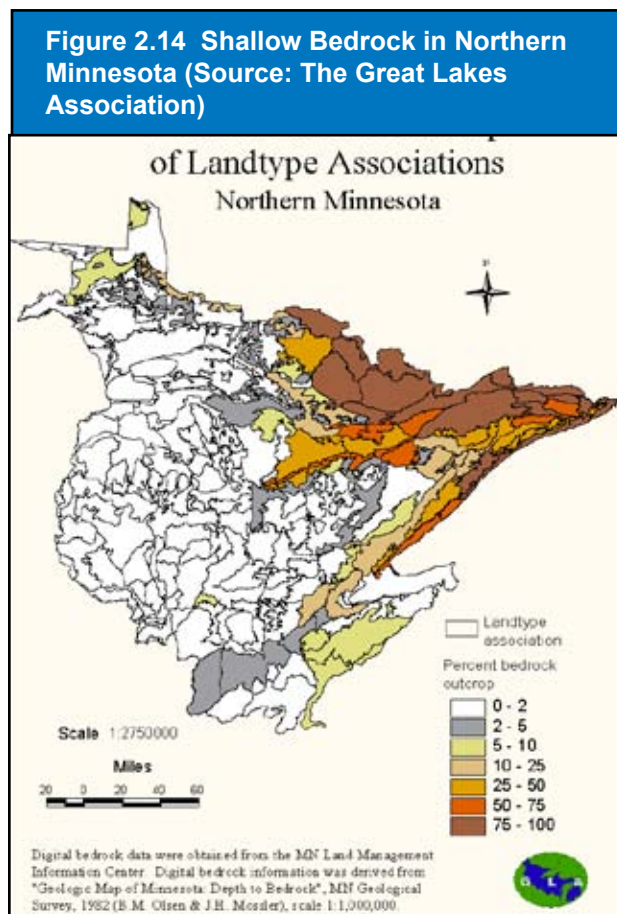 Figure 2.14 Shallow Bedrock in Northern
Minnesota (Source: The Great Lakes
Association)
of Landtype Associations
Northern Minnesota
Landtype
association
Percent bedrock
outcrop
0 - 2
2 - 5
5 - 10
10 - 25
25 - 50
50 - 75
75 - 100
Scale 1:2750000
Miles
20 0 20 40 60
Digital bedrock data were obtained from the MN Land Management
Information Center. Digital bedrock information was derived from
"Geologic Map of Minnesota: Depth to Bedrock", MN Geological
Survey, 1982 (B.M. Olsen & J.H. Mossler), scale 1:1,000,000.
G L A